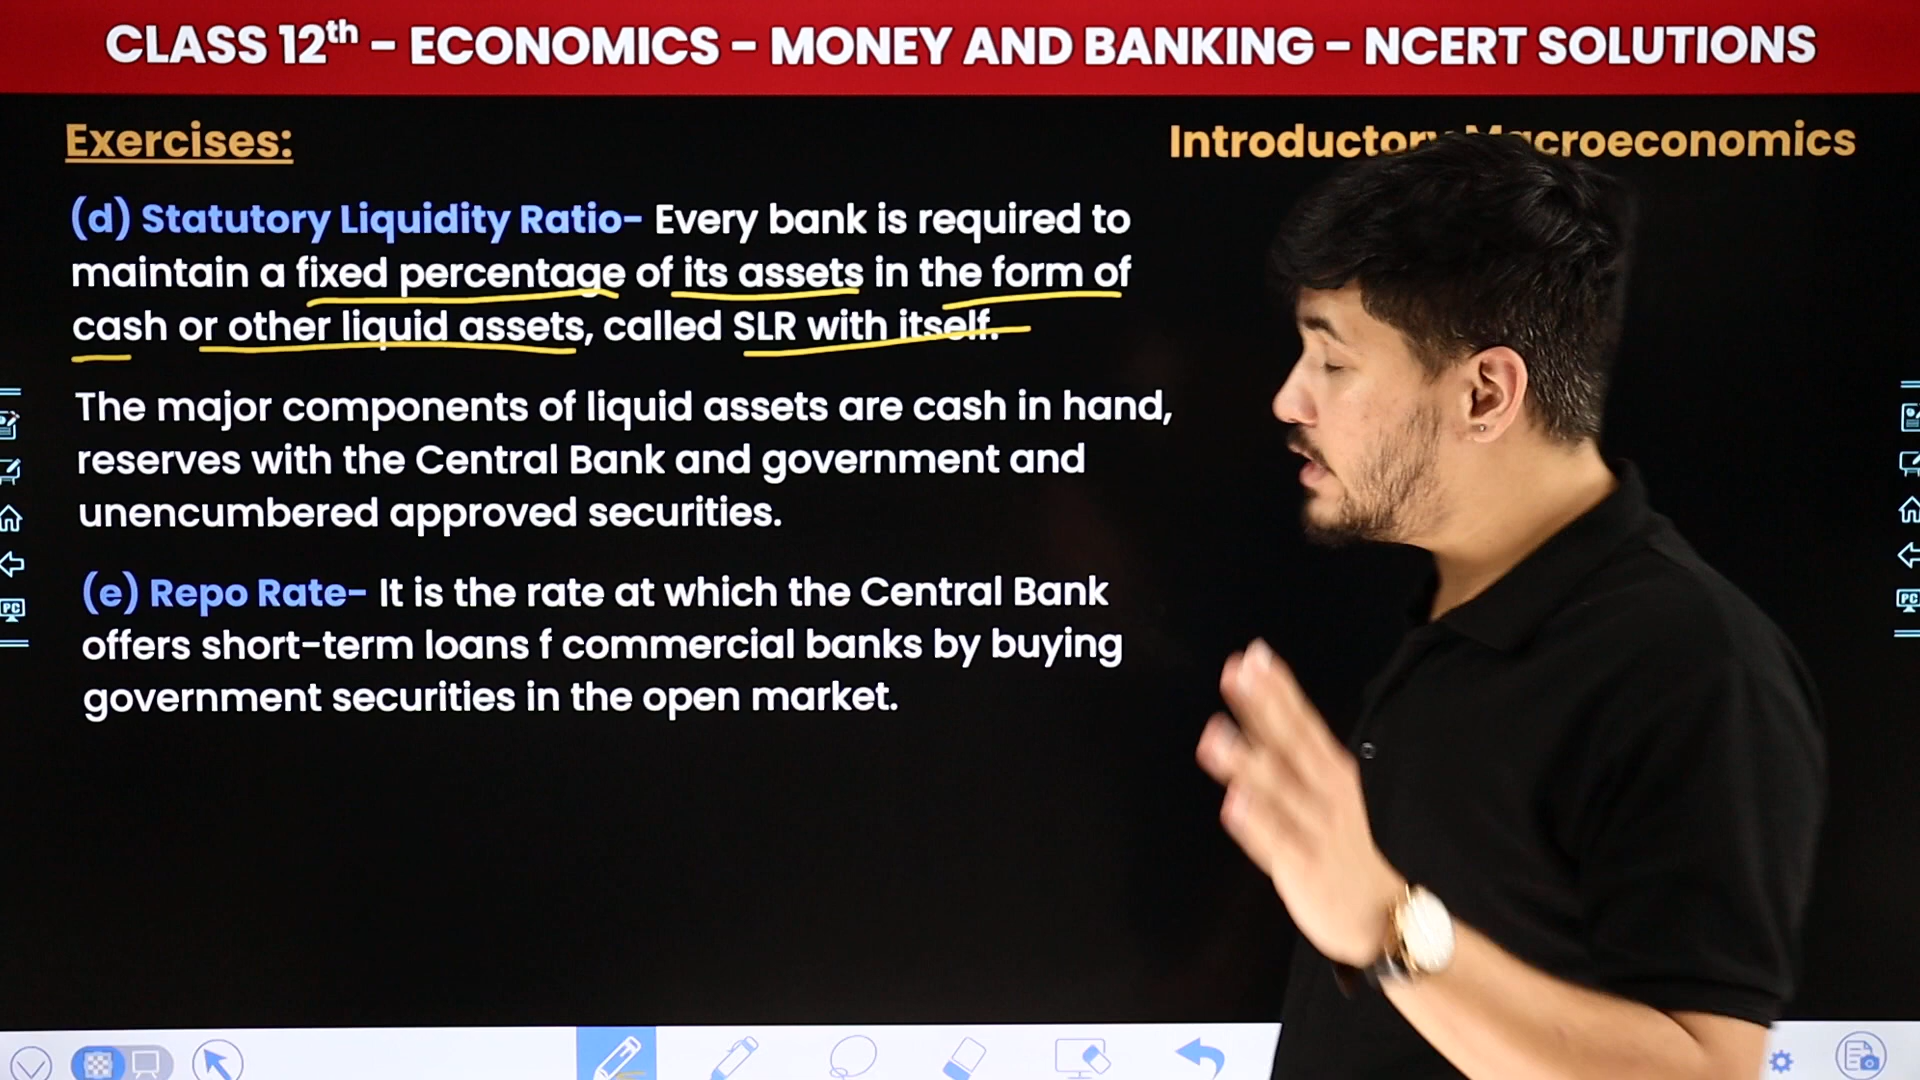 CLASS 12th - ECONOMICS - MONEY AND BANKING - NCERT SOLUTIONS
Exercises:
Introductory Macroeconomics
(d) Statutory Liquidity Ratio- Every bank is required to
maintain a fixed percentage of its assets in the form of
cash or other liquid assets, called SLR with itself.
The major components of liquid assets are cash in hand,
reserves with the Central Bank and government and
unencumbered approved securities.
(e) Repo Rate- It is the rate at which the Central Bank
offers short-term loans f commercial banks by buying
government securities in the open market.
PC
PC